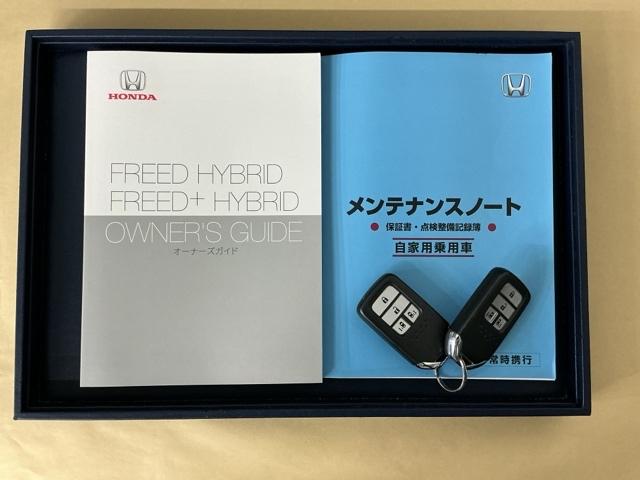 HONDA
FREED HYBRID
FREED+ HYBRID
OWNER'S GUIDE
オーナーズガイド
メンテナンスノート
保証書・点検整備記録簿
自家用乗用車
常時携行